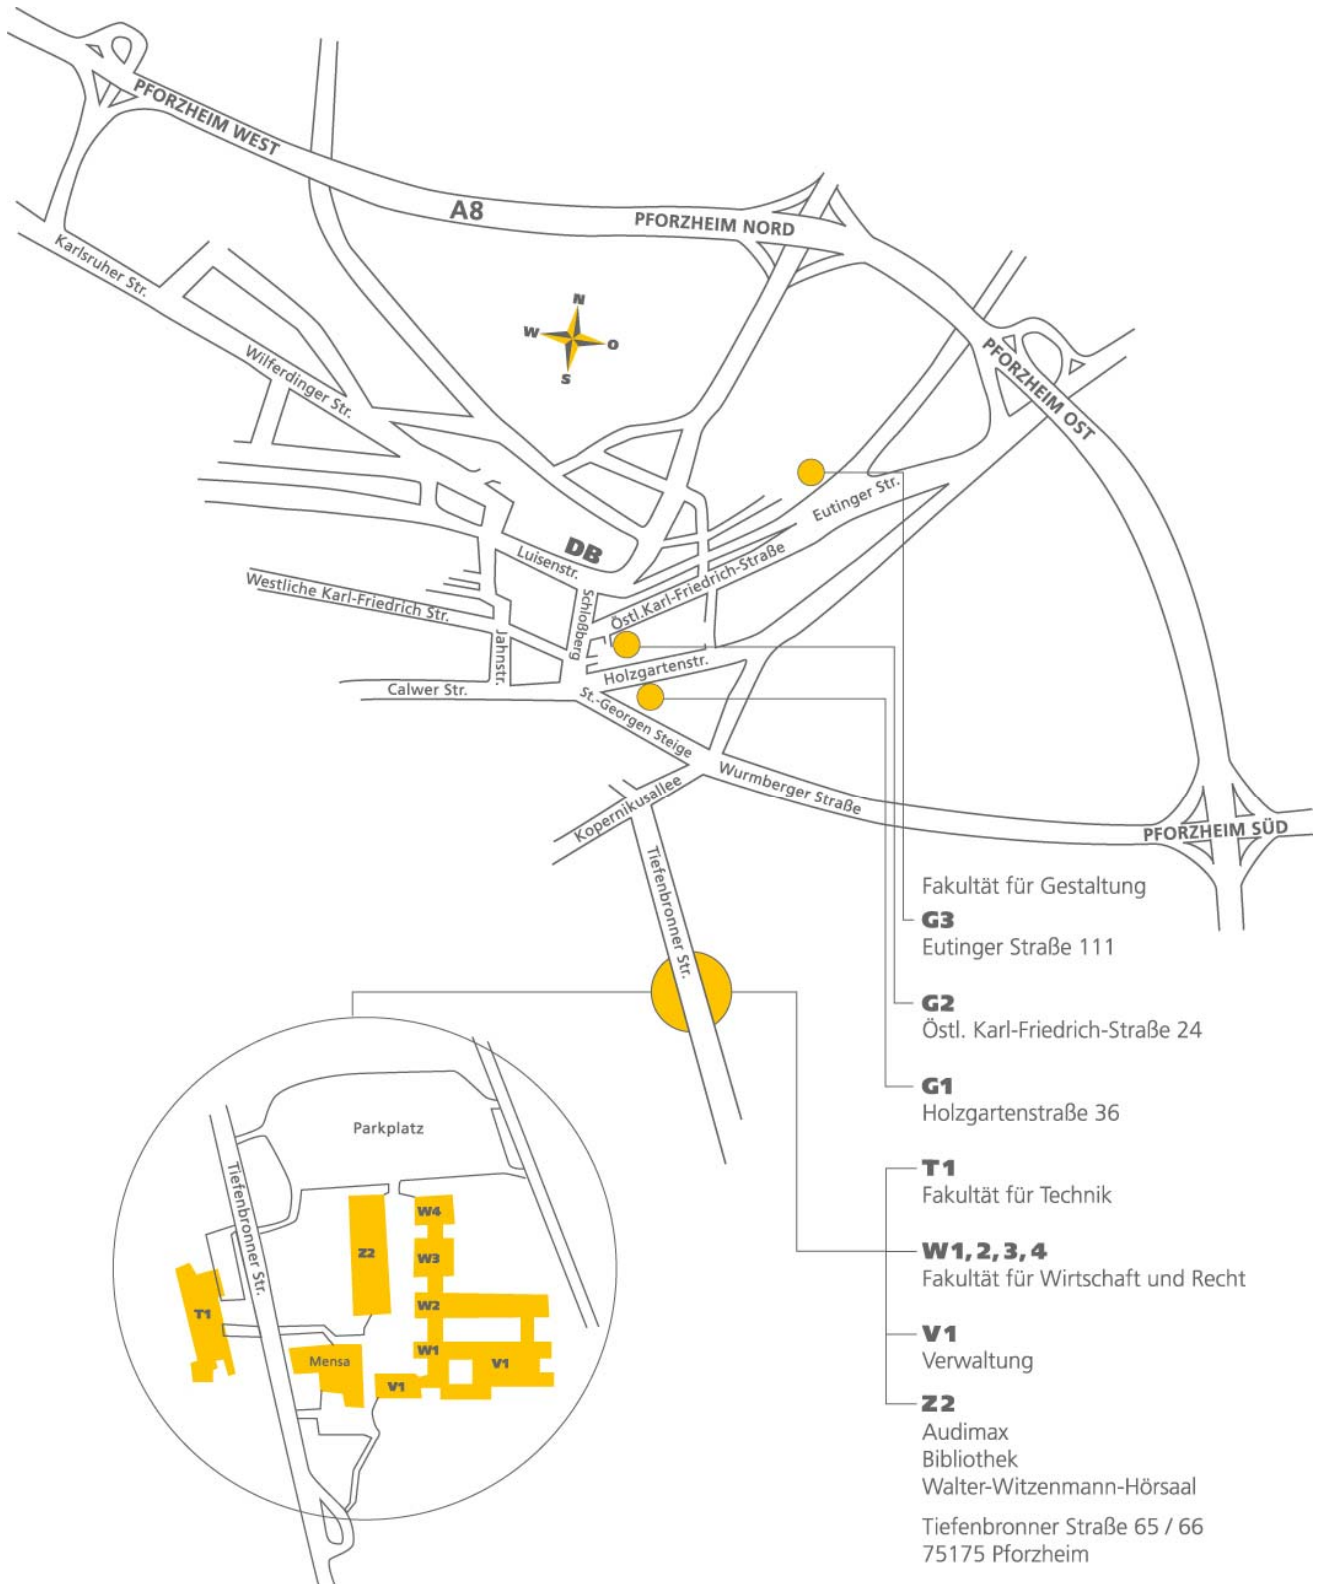 PFORZHEIM WEST
A8
PFORZHEIM NORD
Karlsruher Str.
N
W
O
S
Wilferdinger Str.
PFORZHEIM OST
Eutinger Str.
DB
Luisenstr.
Westliche Karl-Friedrich Str.
Schloßberg
Östl.Karl-Friedrich-Straße
Jahnstr.
Holzgartenstr.
Calwer Str.
St.-Georgen Steige
Wurmberger Straße
Kopernikusallee
PFORZHEIM SÜD
Tiefenbronner Str.
Fakultät für Gestaltung
G3
Eutinger Straße 111
G2
Östl. Karl-Friedrich-Straße 24
G1
Holzgartenstraße 36
T1
Fakultät für Technik
W1, 2, 3, 4
Fakultät für Wirtschaft und Recht
V1
Verwaltung
Z2
Audimax
Bibliothek
Walter-Witzenmann-Hörsaal
Tiefenbronner Straße 65 / 66
75175 Pforzheim
Parkplatz
Tiefenbronner Str.
W4
Z2
W3
W2
T1
W1
Mensa
V1
V1